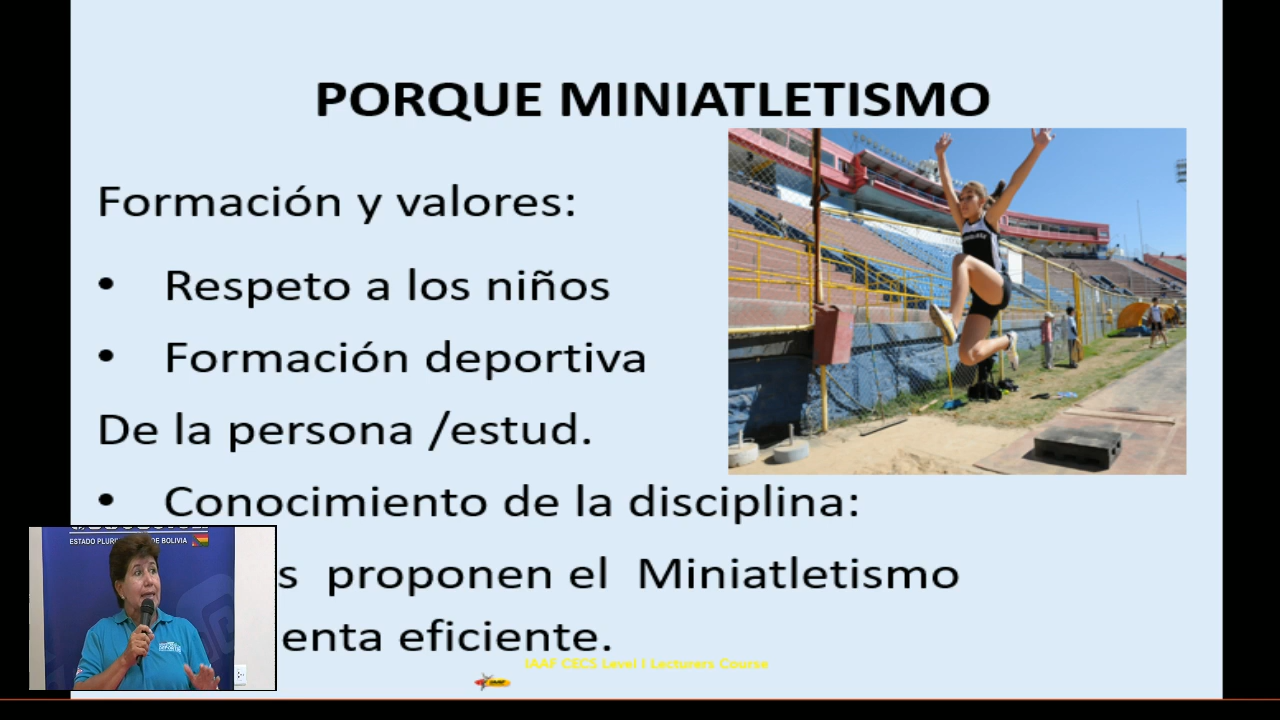 PORQUE MINIATLETISMO
Formación y valores:
• Respeto a los niños
• Formación deportiva
De la persona /estud.
• Conocimiento de la disciplina:
s proponen el Miniatletismo
enta eficiente.
IAAF CECS Level I Lecturers Course
ESTADO DE BOLIVIA